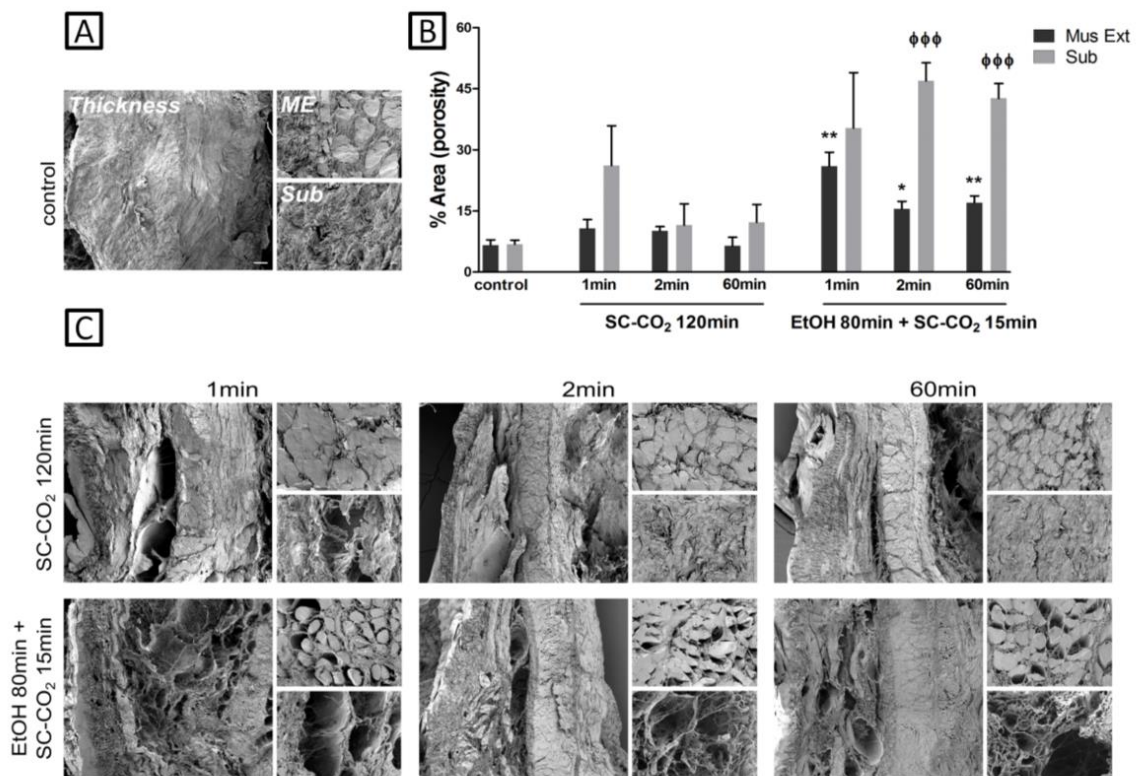 A
Thickness
ME
Sub
control
B
% Area (porosity)
60
45
30
15
0
**
*
ϕϕϕ
**
ϕϕϕ
Mus Ext
Sub
control
1min
2min
60min
1min
2min
60min
SC-CO₂ 120min
EtOH 80min + SC-CO₂ 15min
C
1min
2min
60min
SC-CO₂ 120min
EtOH 80min +
SC-CO₂ 15min